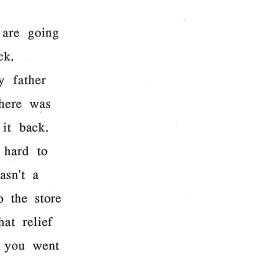 are going
ck.
y father
here was
it back.
hard to
asn't a
o the store
hat relief
you went